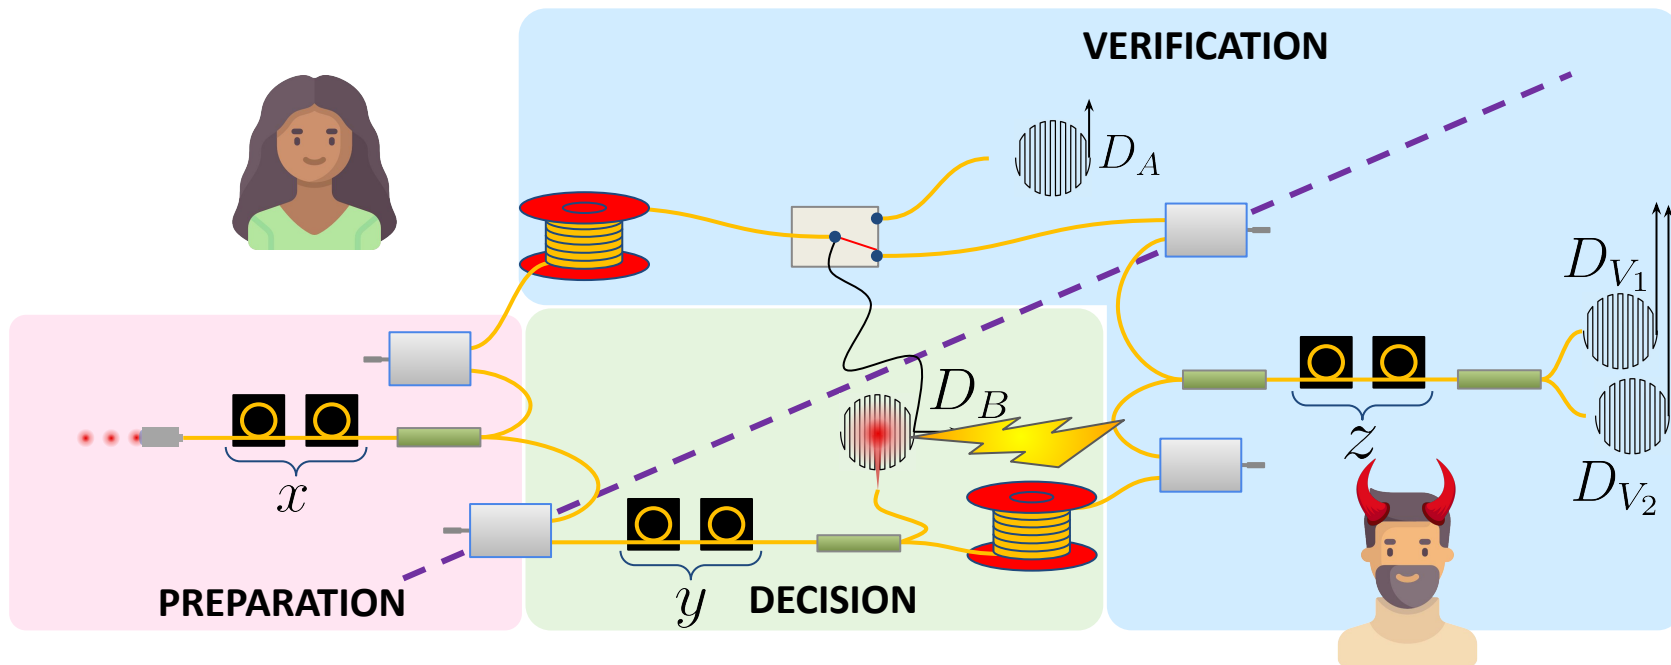 VERIFICATION
D_A
D_{V_1}
D_B
z
D_{V_2}
x
y
PREPARATION
DECISION